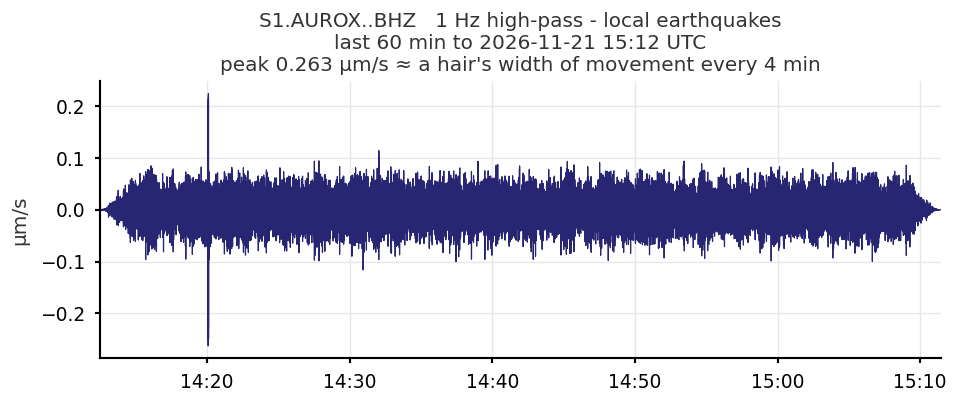 S1.AUROX..BHZ   1 Hz high-pass - local earthquakes
last 60 min to 2026-11-21 15:12 UTC
peak 0.263 µm/s ≈ a hair's width of movement every 4 min
0.2
0.1
0.0
−0.1
−0.2
µm/s
14:20 14:30 14:40 14:50 15:00 15:10